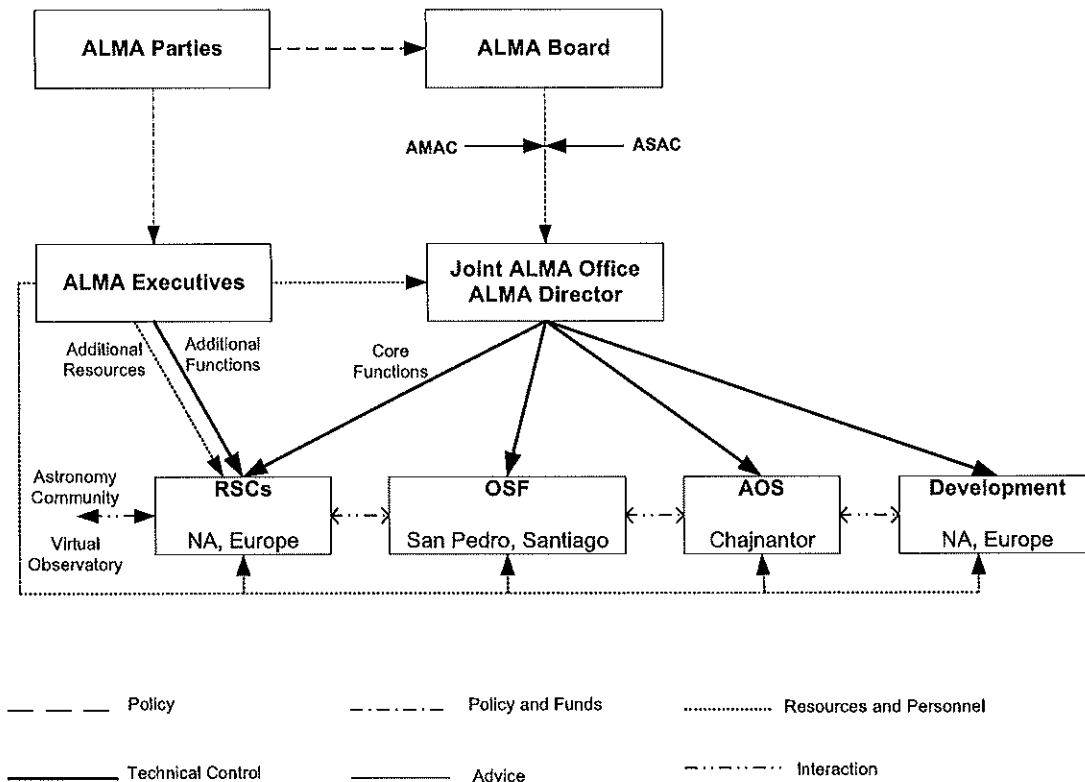 ALMA Parties
ALMA Board
AMAC
ASAC
ALMA Executives
Joint ALMA Office
ALMA Director
Additional
Resources
Additional
Functions
Core
Functions
Astronomy
Community
Virtual
Observatory
RSCs
NA, Europe
OSF
San Pedro, Santiago
AOS
Chajnantor
Development
NA, Europe
Policy
Policy and Funds
Resources and Personnel
Technical Control
Advice
Interaction